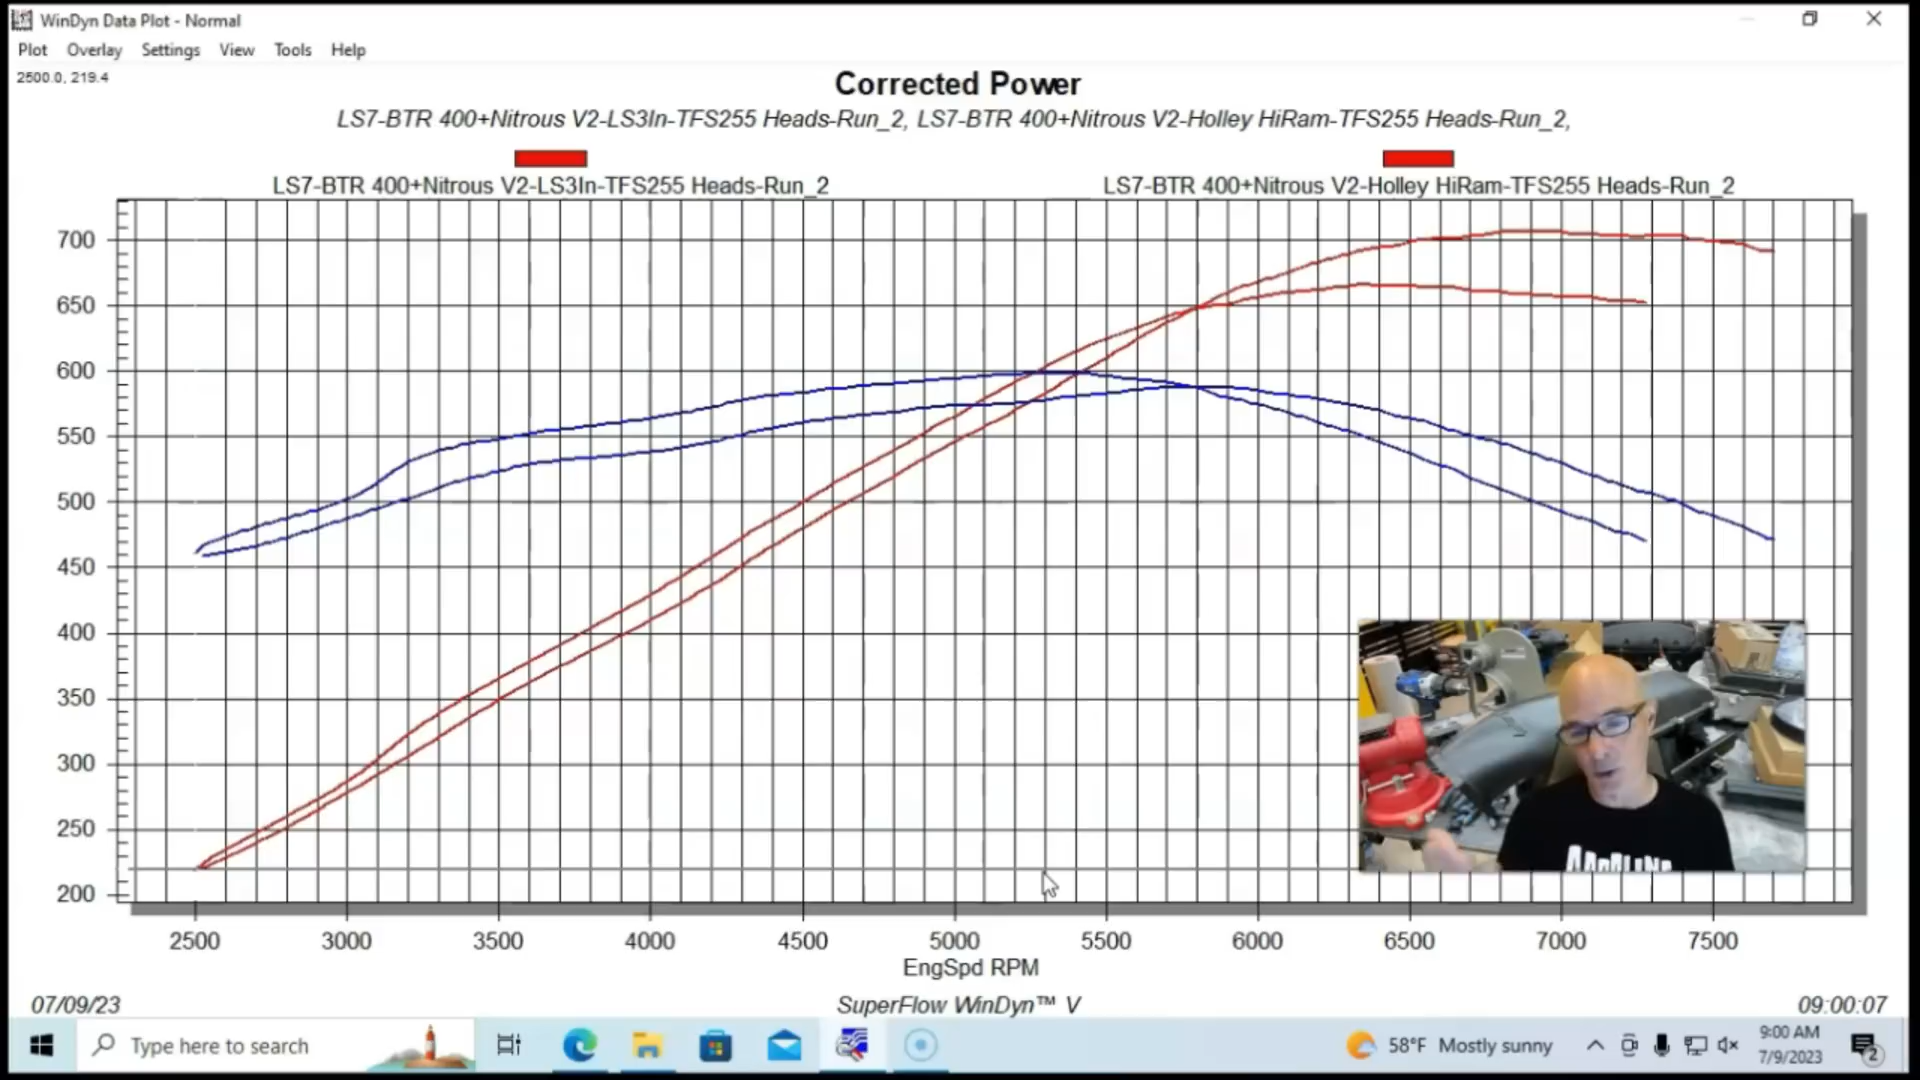 WinDyn Data Plot - Normal
Plot Overlay Settings View Tools Help
2500.0, 219.4
Corrected Power
LS7-BTR 400+Nitrous V2-LS3In-TFS255 Heads-Run_2, LS7-BTR 400+Nitrous V2-Holley HiRam-TFS255 Heads-Run_2,
LS7-BTR 400+Nitrous V2-LS3In-TFS255 Heads-Run_2
LS7-BTR 400+Nitrous V2-Holley HiRam-TFS255 Heads-Run_2
700
650
600
550
500
450
400
350
300
250
200
2500 3000 3500 4000 4500 5000 5500 6000 6500 7000 7500
EngSpd RPM
07/09/23
SuperFlow WinDyn™ V
09:00:07
Type here to search
58°F Mostly sunny
9:00 AM
7/9/2023
2